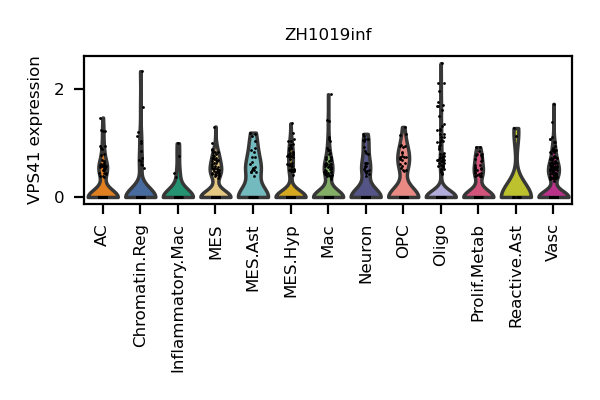 ZH1019inf
VPS41 expression
2
0
AC
Chromatin.Reg
Inflammatory.Mac
MES
MES.Ast
MES.Hyp
Mac
Neuron
OPC
Oligo
Prolif.Metab
Reactive.Ast
Vasc